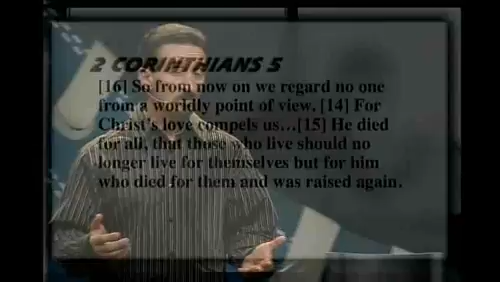 2 CORINTHIANS 5
[16] So from now on we regard no one
from a worldly point of view. [14] For
Christ's love compels us...[15] He died
for all, that those who live should no
longer live for themselves but for him
who died for them and was raised again.